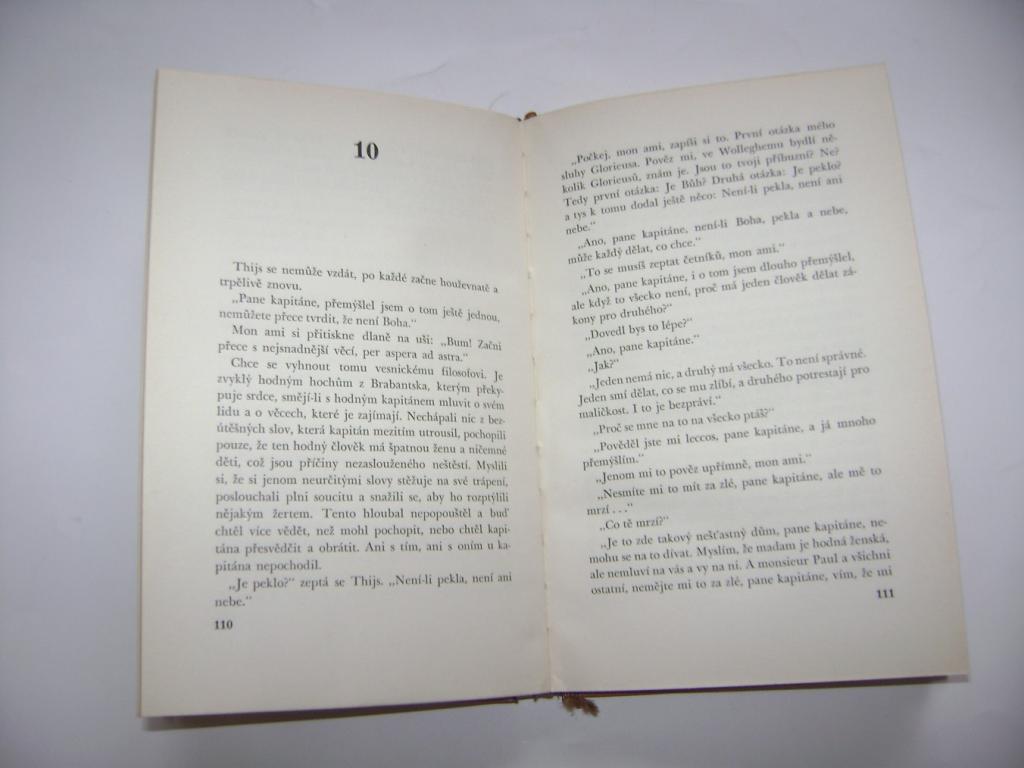 10
Thijs se nemůže vzdát, po každé začne houževnatě a
trpělivě znovu.
„Pane kapitáne, přemýšlel jsem o tom ještě jednou,
nemůžete přece tvrdit, že není Boha.“
Mon ami si přitiskne dlaně na uši: „Bum! Začni
přece s nejsnadnější věcí, per aspera ad astra.“
Chce se vyhnout tomu vesnickému filosofovi. Je
zvyklý hodným hochům z Brabantska, kterým překy-
puje srdce, smějí-li s hodným kapitánem mluvit o svém
lidu a o věcech, které je zajímají. Nechápali nic z bez-
útěšných slov, která kapitán mezitím utrousil, pochopili
pouze, že ten hodný člověk má špatnou ženu a ničemné
děti, což jsou příčiny nezaslouženého neštěstí. Myslili
si, že si jenom neurčitými slovy stěžuje na své trápení,
poslouchali plni soucitu a snažili se, aby ho rozptýlili
nějakým žertem. Tento hloubal nepopouštěl a buď
chtěl více vědět, než mohl pochopit, nebo chtěl kapi-
tána přesvědčit a obrátit. Ani s tím, ani s oním u ka-
pitána nepochodil.
„Je peklo?“ zeptá se Thijs. „Není-li pekla, není ani
nebe.“
110
„Počkej, mon ami, zapíši si to. První otázka mého
sluhy Glorieusa. Pověz mi, ve Wolleghemu bydlí ně-
kolik Glorieusů, znám je. Jsou to tvoji příbuzní? Ne?
Tedy první otázka: Je Bůh? Druhá otázka: Je peklo?
a tys k tomu dodal ještě něco: Není-li pekla, není ani
nebe.“
„Ano, pane kapitáne, není-li Boha, pekla a nebe,
může každý dělat, co chce.“
„To se musíš zeptat četníků, mon ami.“
„Ano, pane kapitáne, i o tom jsem dlouho přemýšlel,
ale když to všecko není, proč má jeden člověk dělat zá-
kony pro druhého?“
„Dovedl bys to lépe?“
„Ano, pane kapitáne.“
„Jak?“
„Jeden nemá nic, a druhý má všecko. To není správné.
Jeden smí dělat, co se mu zlíbí, a druhého potrestají pro
maličkost. I to je bezpráví.“
„Proč se mne na to na všecko ptáš?“
„Pověděl jste mi leccos, pane kapitáne, a já mnoho
přemýšlím.“
„Jenom mi to pověz upřímně, mon ami.“
„Nesmíte mi to mít za zlé, pane kapitáne, ale mě to
mrzí . . .“
„Co tě mrzí?“
„Je to zde takový nešťastný dům, pane kapitáne, ne-
mohu se na to dívat. Myslím, že madam je hodná ženská,
ale nemluví na vás a vy na ni. A monsieur Paul a všichni
ostatní, nemějte mi to za zlé, pane kapitáne, vím, že mi
111